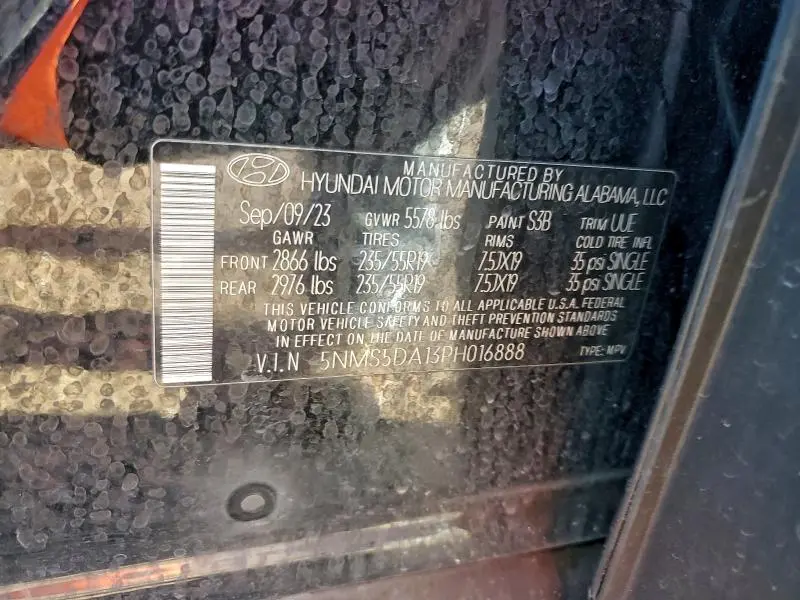 MANUFACTURED BY
HYUNDAI MOTOR MANUFACTURING ALABAMA, LLC
Sep/09/23 GVWR 5578 lbs PAINT S3B TRIM UUE
GAWR TIRES RIMS COLD TIRE INFL
FRONT 2866 lbs 235/55R19 7.5JX19 35 psi SINGLE
REAR 2976 lbs 235/55R19 7.5JX19 35 psi SINGLE
THIS VEHICLE CONFORMS TO ALL APPLICABLE U.S.A. FEDERAL
MOTOR VEHICLE SAFETY AND THEFT PREVENTION STANDARDS
IN EFFECT ON THE DATE OF MANUFACTURE SHOWN ABOVE
V.I.N 5NMS5DA13PH016888 TYPE: MPV